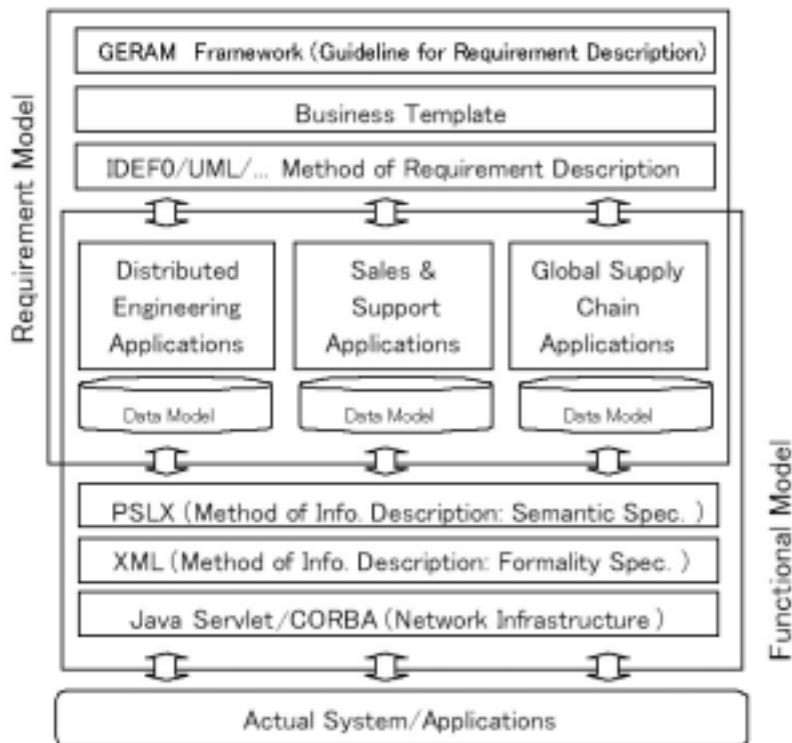 GERAM Framework (Guideline for Requirement Description)
Business Template
IDEF0/UML/... Method of Requirement Description
Requirement Model
Distributed
Engineering
Applications
Sales &
Support
Applications
Global Supply
Chain
Applications
Data Model
Data Model
Data Model
PSLX (Method of Info. Description: Semantic Spec. )
XML (Method of Info. Description: Formality Spec. )
Java Servlet/CORBA (Network Infrastructure )
Functional Model
Actual System/Applications